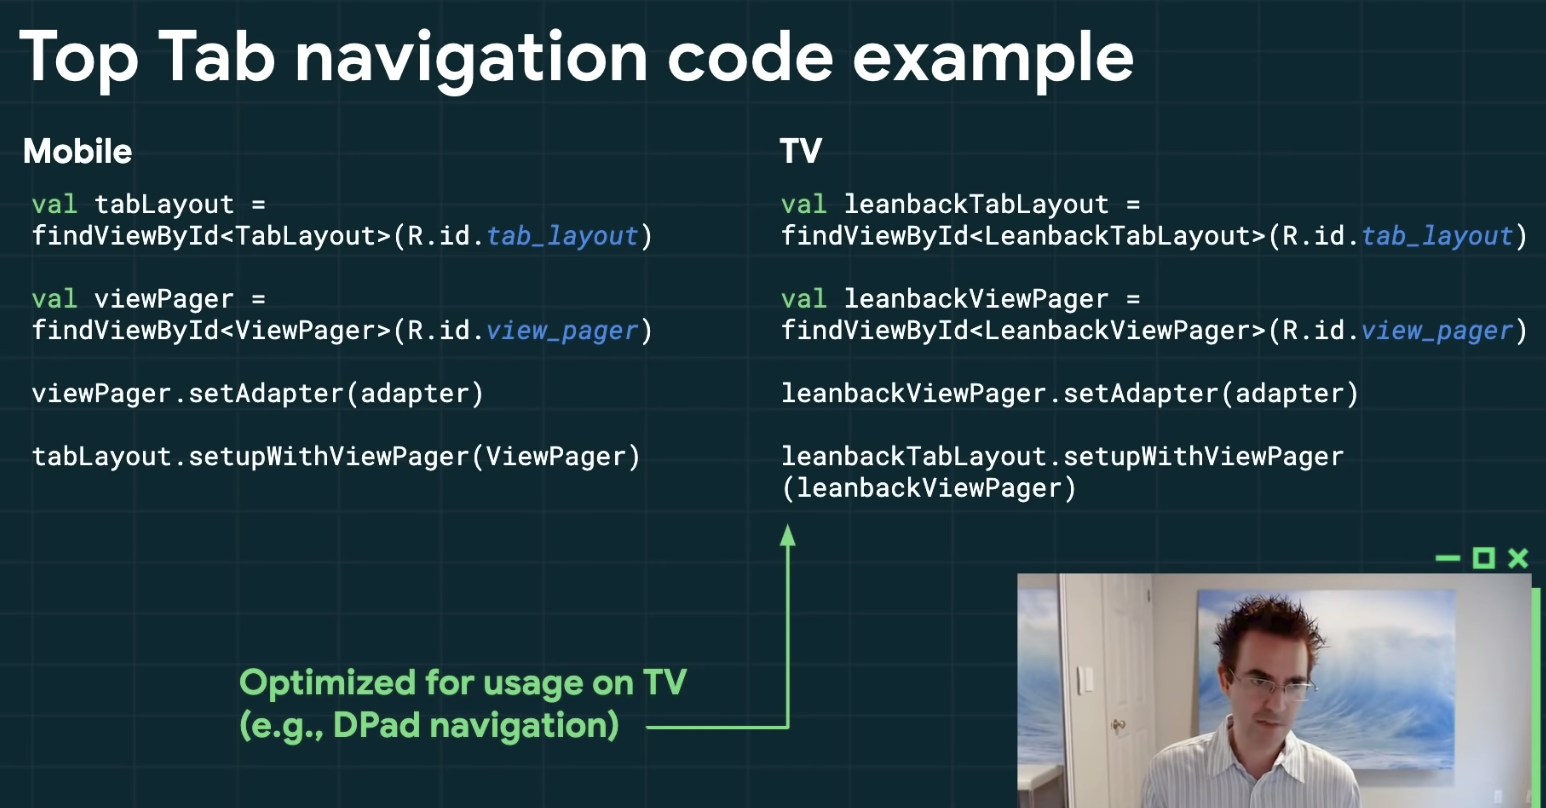 Top Tab navigation code example
Mobile
val tabLayout =
findViewById<TabLayout>(R.id.tab_layout)
val viewPager =
findViewById<ViewPager>(R.id.view_pager)
viewPager.setAdapter(adapter)
tabLayout.setupWithViewPager(ViewPager)
TV
val leanbackTabLayout =
findViewById<LeanbackTabLayout>(R.id.tab_layout)
val leanbackViewPager =
findViewById<LeanbackViewPager>(R.id.view_pager)
leanbackViewPager.setAdapter(adapter)
leanbackTabLayout.setupWithViewPager
(leanbackViewPager)
Optimized for usage on TV
(e.g., DPad navigation)